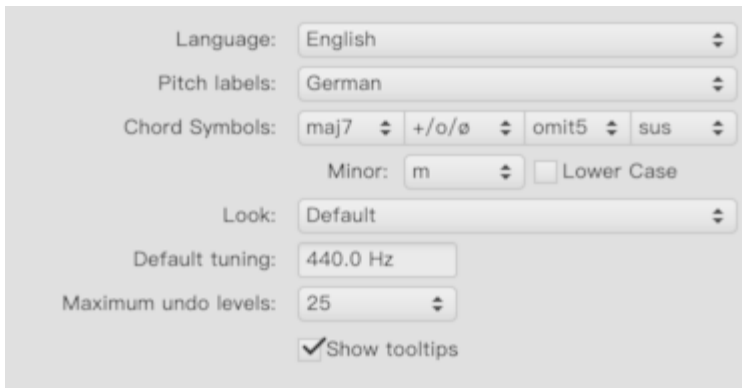 Language: English
Pitch labels: German
Chord Symbols: maj7 +/o/ø omit5 sus
Minor: m Lower Case
Look: Default
Default tuning: 440.0 Hz
Maximum undo levels: 25
Show tooltips